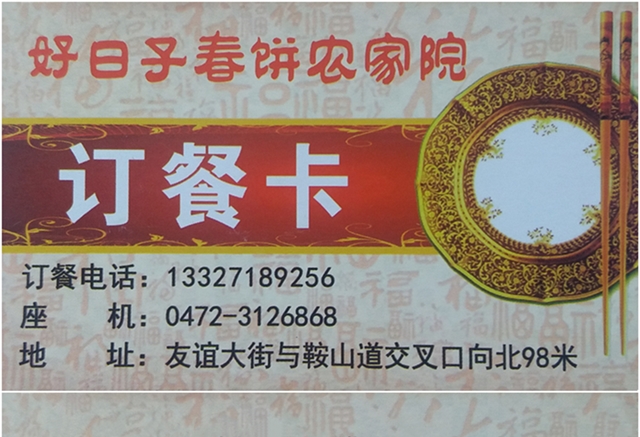 好日子春饼农家院
订餐卡
订餐电话：13327189256
座 机：0472-3126868
地 址：友谊大街与鞍山道交叉口向北98米